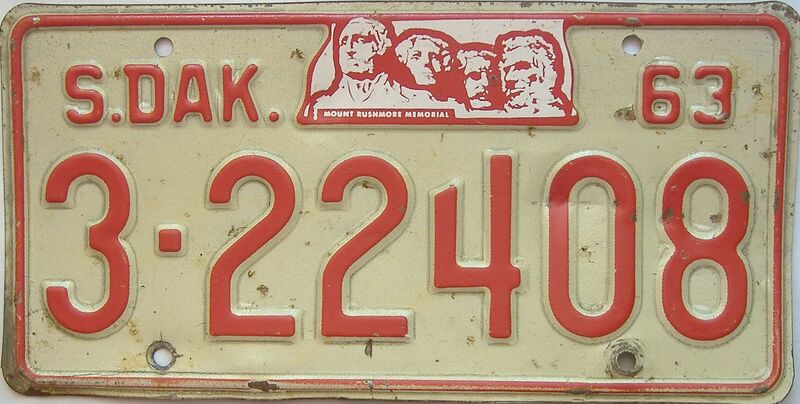 MOUNT RUSHMORE MEMORIAL
S.DAK. 63
3·22408